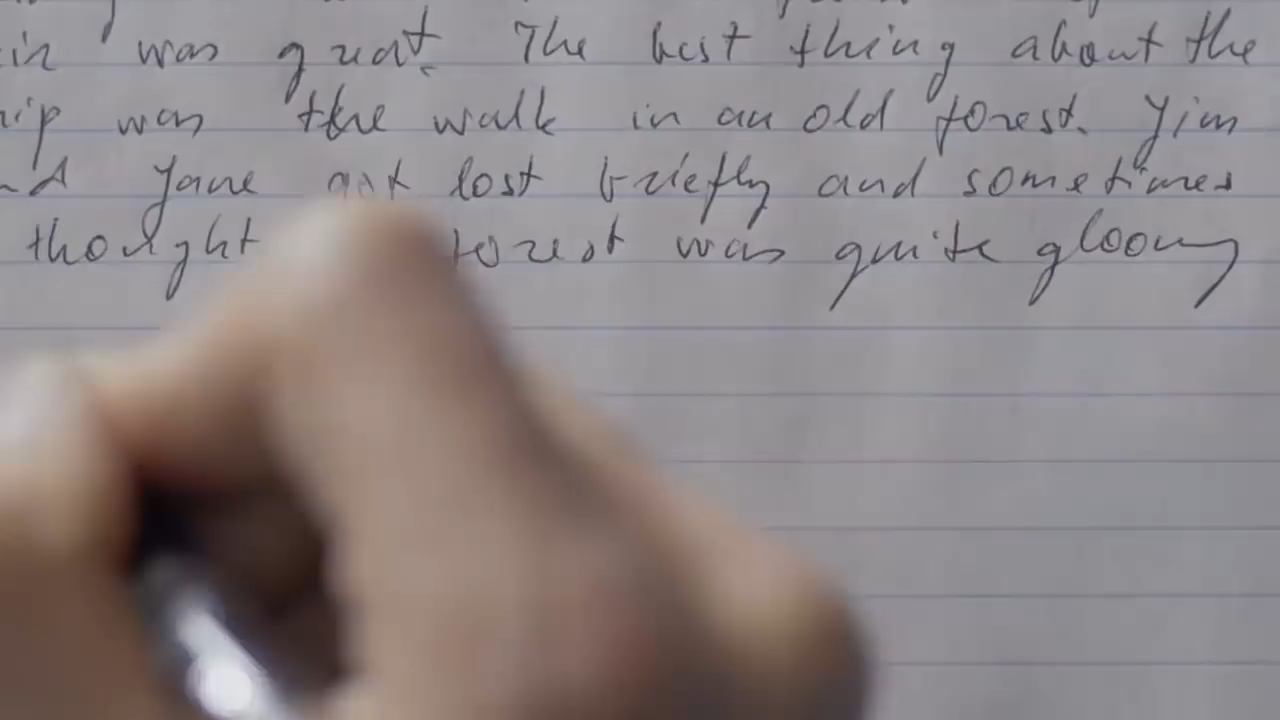 was great. The best thing about the
was the walk in an old forest. Jim
Jane got lost briefly and sometimes
thought forest was quite gloomy